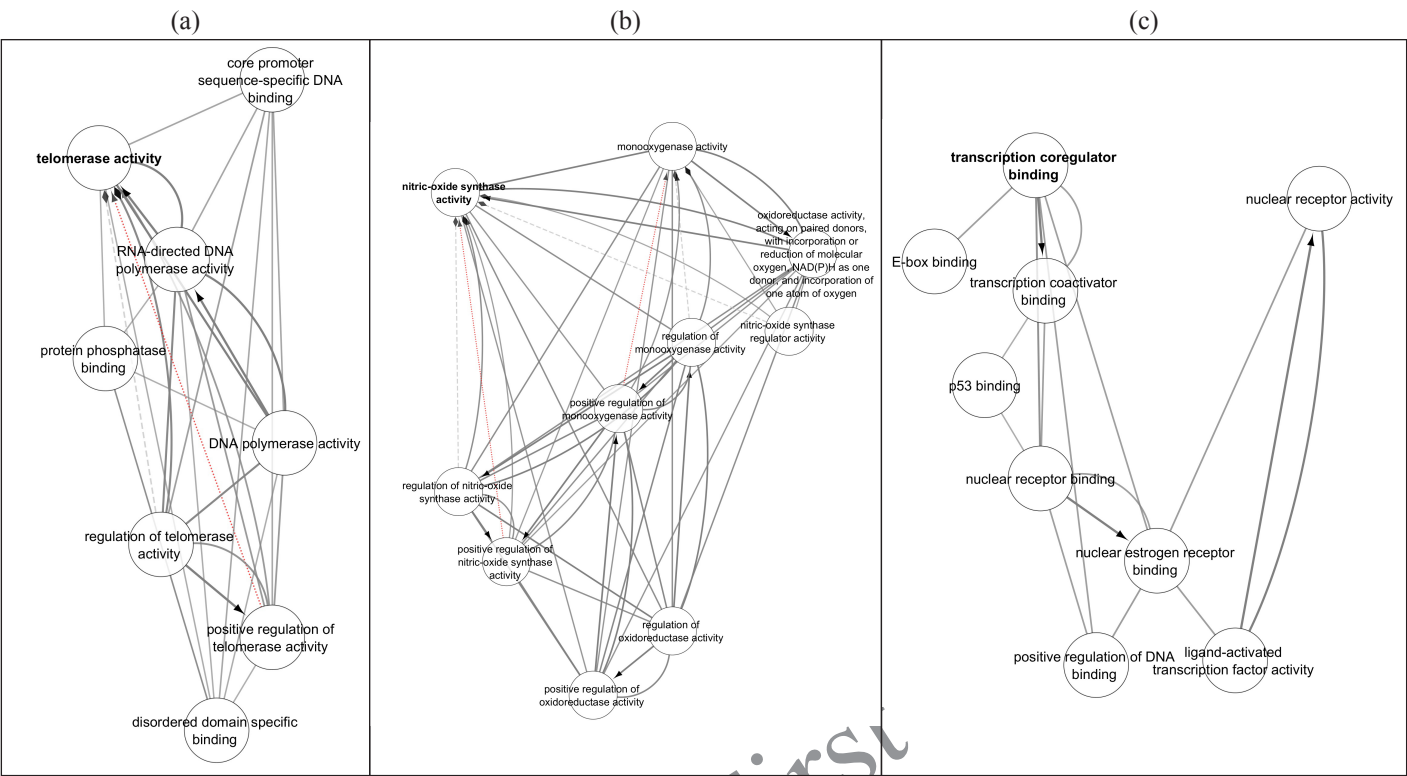 (a)
(b)
(c)
core promoter
sequence-specific DNA
binding
telomerase activity
RNA-directed DNA
polymerase activity
protein phosphatase
binding
DNA polymerase activity
regulation of telomerase
activity
positive regulation of
telomerase activity
disordered domain specific
binding
monooxygenase activity
nitric-oxide synthase
activity
oxidoreductase activity,
acting on paired donors,
with incorporation or
reduction of molecular
oxygen, NAD(P)H as one
donor, and incorporation of
one atom of oxygen
nitric-oxide synthase
regulator activity
regulation of
monooxygenase activity
positive regulation of
monooxygenase activity
regulation of nitric-oxide
synthase activity
positive regulation of
nitric-oxide synthase
activity
regulation of
oxidoreductase activity
positive regulation of
oxidoreductase activity
transcription coregulator
binding
nuclear receptor activity
E-box binding
transcription coactivator
binding
p53 binding
nuclear receptor binding
nuclear estrogen receptor
binding
positive regulation of DNA
binding
ligand-activated
transcription factor activity